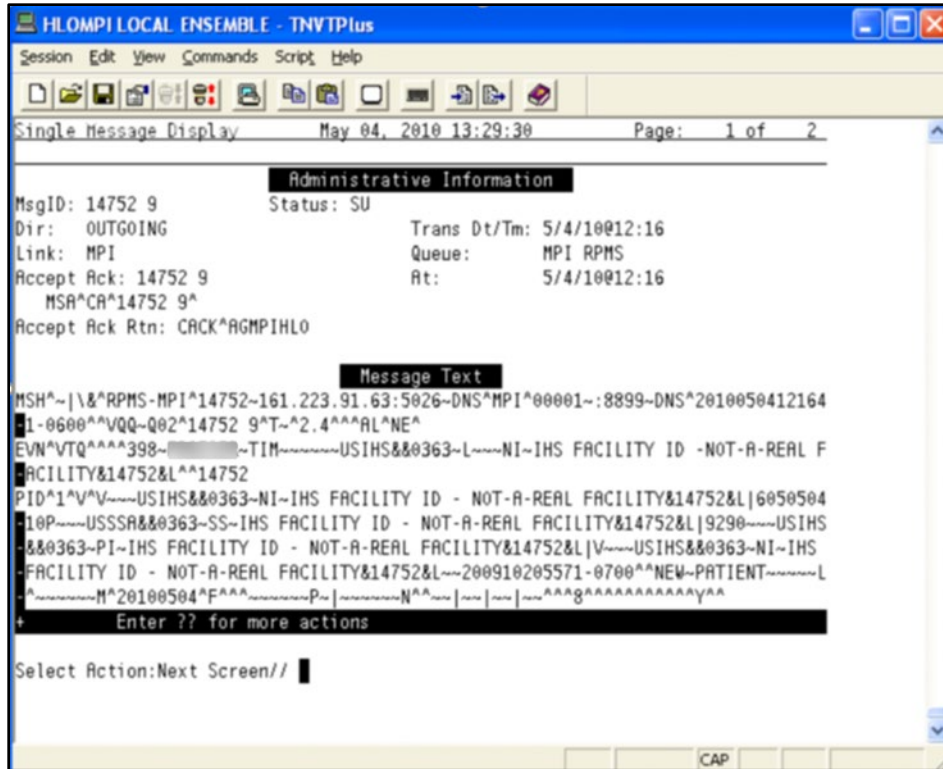 HLOMPI LOCAL ENSEMBLE - TNVTPlus
Session Edit View Commands Script Help
Single Message Display May 04, 2010 13:29:30 Page: 1 of 2
Administrative Information
MsgID: 14752 9 Status: SU
Dir: OUTGOING Trans Dt/Tm: 5/4/10@12:16
Link: MPI Queue: MPI RPMS
Accept Ack: 14752 9 At: 5/4/10@12:16
MSA^CA^14752 9^
Accept Ack Rtn: CACK^AGMPIHLO
Message Text
MSH^~|\&^RPMS-MPI^14752~161.223.91.63:5026~DNS^MPI^00001~:8899~DNS^2010050412164
-1-0600^^VQQ~Q02^14752 9^T~^2.4^^^AL^NE^
EVN^VTQ^^^^398~ ~TIM~~~~~~USIHS&&0363~L~~~NI~IHS FACILITY ID -NOT-A-REAL F
-ACILITY&14752&L^^14752
PID^1^V^V~~~USIHS&&0363~NI~IHS FACILITY ID - NOT-A-REAL FACILITY&14752&L|6050504
-10P~~~USSSA&&0363~SS~IHS FACILITY ID - NOT-A-REAL FACILITY&14752&L|9290~~~USIHS
-&&0363~PI~IHS FACILITY ID - NOT-A-REAL FACILITY&14752&L|V~~~USIHS&&0363~NI~IHS
-FACILITY ID - NOT-A-REAL FACILITY&14752&L~~200910205571-0700^^NEW~PATIENT~~~~~L
-^~~~~~~M^20100504^F^^^~~~~~~P~|~~~~~~N^^~~|~~|~~|~~^^^8^^^^^^^^^^^Y^^
+ Enter ?? for more actions
Select Action:Next Screen//
CAP